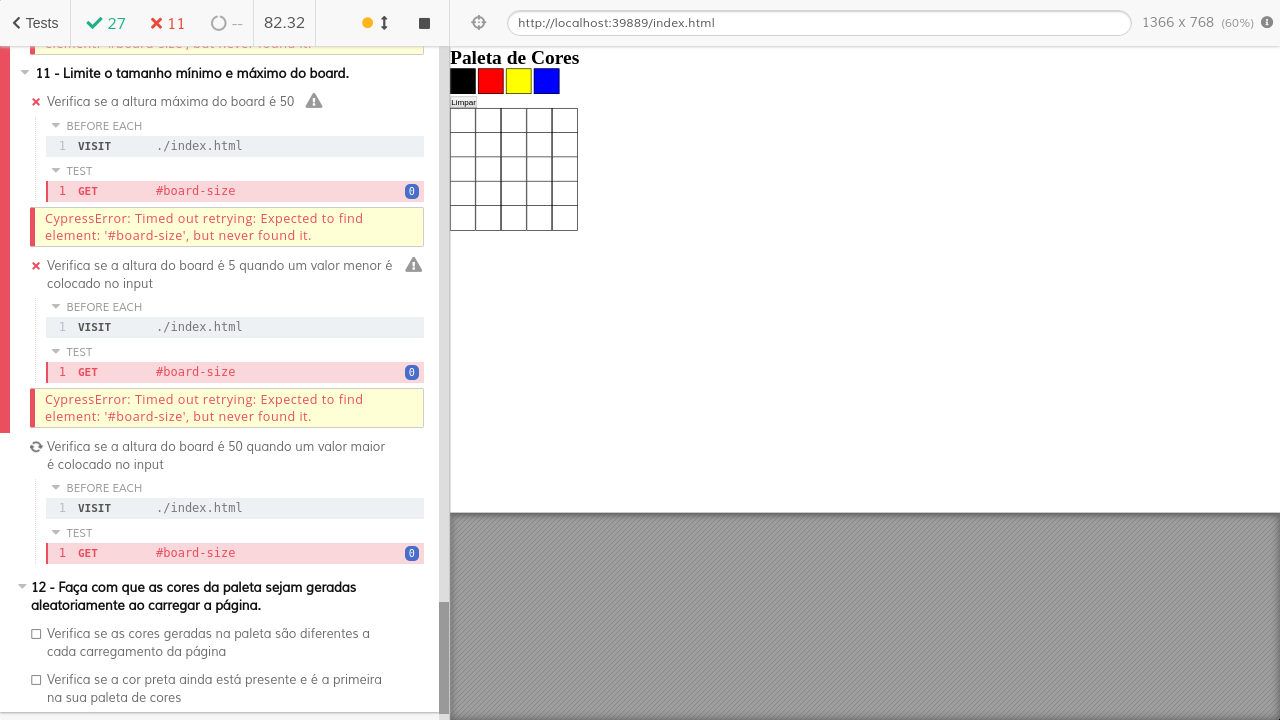 Tests
27
11
--
82.32
http://localhost:39889/index.html
1366 x 768 (60%)
element: '#board-size', but never found it.
11 - Limite o tamanho mínimo e máximo do board.
Verifica se a altura máxima do board é 50
BEFORE EACH
1 VISIT ./index.html
TEST
1 GET #board-size 0
CypressError: Timed out retrying: Expected to find
element: '#board-size', but never found it.
Verifica se a altura do board é 5 quando um valor menor é
colocado no input
BEFORE EACH
1 VISIT ./index.html
TEST
1 GET #board-size 0
CypressError: Timed out retrying: Expected to find
element: '#board-size', but never found it.
Verifica se a altura do board é 50 quando um valor maior
é colocado no input
BEFORE EACH
1 VISIT ./index.html
TEST
1 GET #board-size 0
12 - Faça com que as cores da paleta sejam geradas
aleatoriamente ao carregar a página.
Verifica se as cores geradas na paleta são diferentes a
cada carregamento da página
Verifica se a cor preta ainda está presente e é a primeira
na sua paleta de cores
Paleta de Cores
Limpar